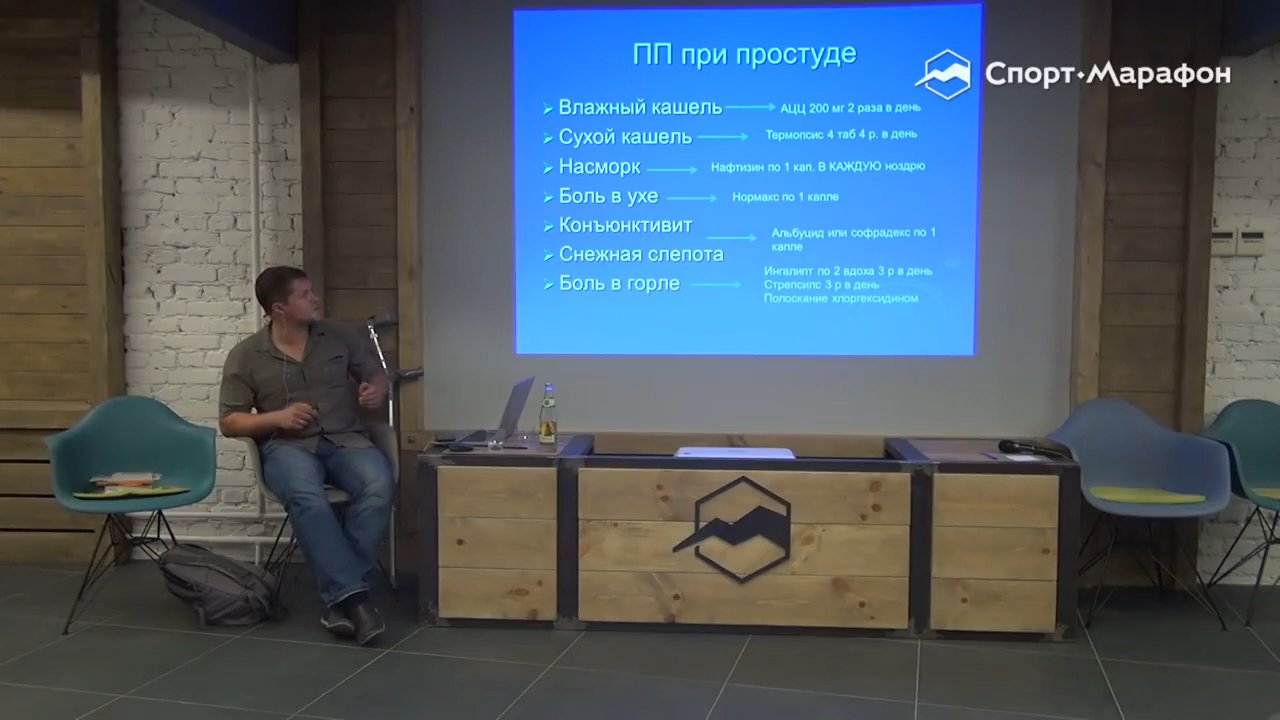 ПП при простуде
Спорт·Марафон
Влажный кашель
АЦЦ 200 мг 2 раза в день
Сухой кашель
Термопсис 4 таб 4 р. в день
Насморк
Нафтизин по 1 кап. В КАЖДУЮ ноздрю
Боль в ухе
Нормакс по 1 капле
Конъюнктивит
Снежная слепота
Альбуцид или софрадекс по 1
капле
Боль в горле
Ингалипт по 2 вдоха 3 р в день
Стрепсилс 3 р в день
Полоскание хлоргексидином